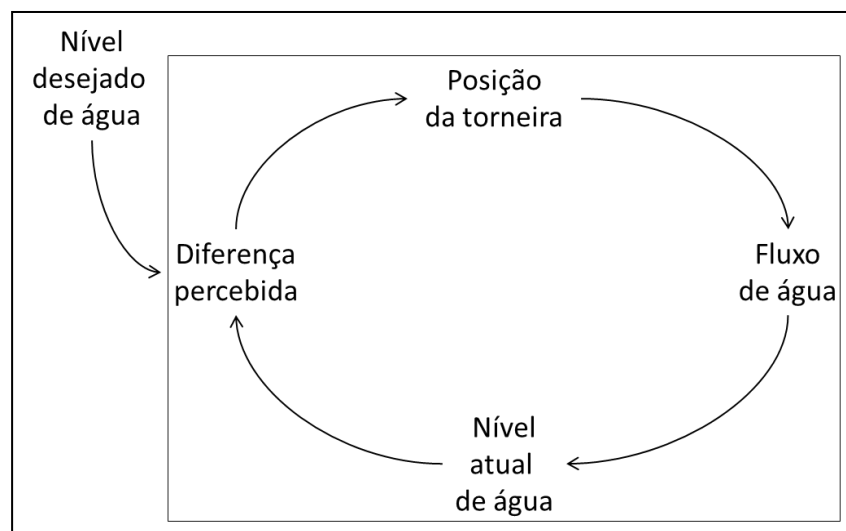 Nível
desejado
de água
Posição
da torneira
Diferença
percebida
Fluxo
de água
Nível
atual
de água